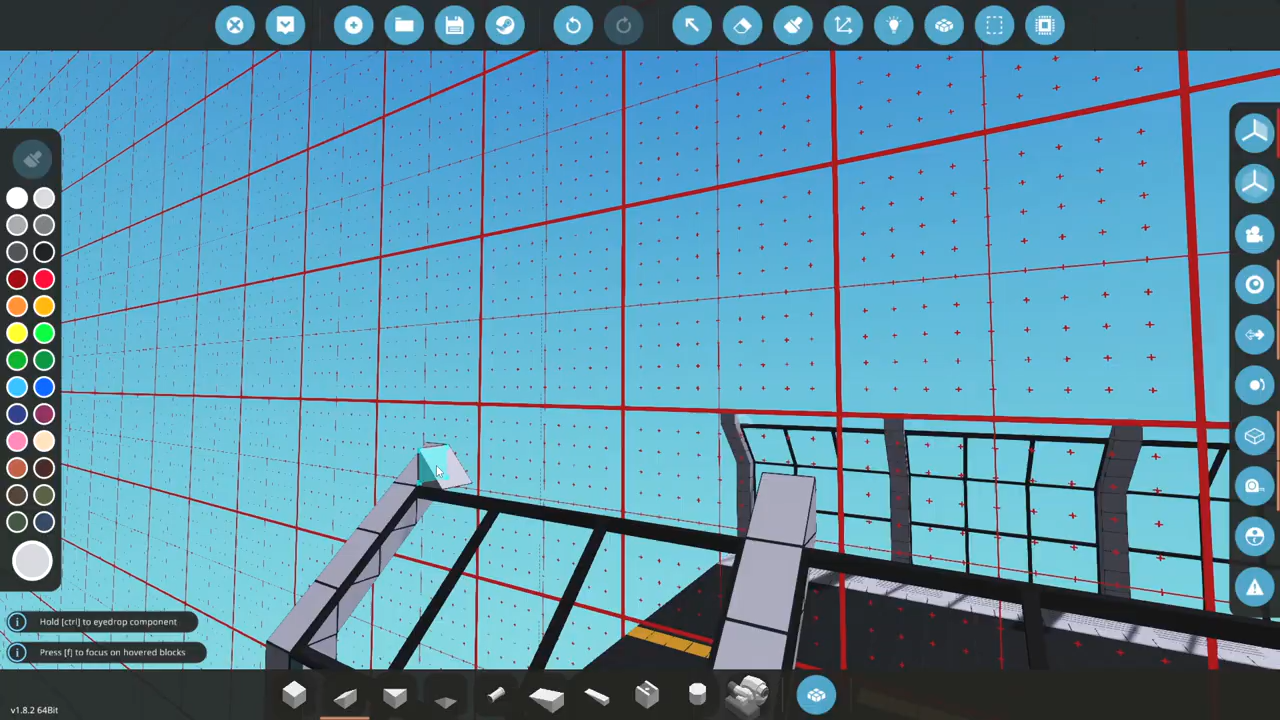 Hold [ctrl] to eyedrop component
Press [f] to focus on hovered blocks
v1.8.2 64Bit